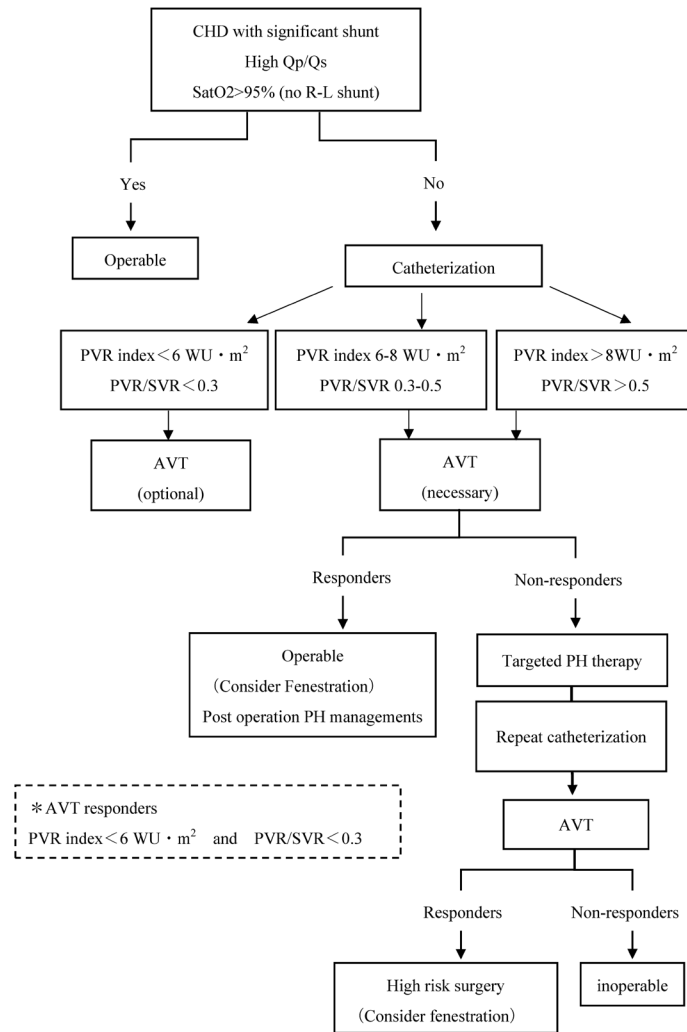 CHD with significant shunt
High Qp/Qs
SatO2>95% (no R-L shunt)
Yes
No
Operable
Catheterization
PVR index＜6 WU・m²
PVR/SVR＜0.3
PVR index 6-8 WU・m²
PVR/SVR 0.3-0.5
PVR index＞8WU・m²
PVR/SVR＞0.5
AVT
(optional)
AVT
(necessary)
Responders
Non-responders
Operable
（Consider Fenestration）
Post operation PH managements
Targeted PH therapy
Repeat catheterization
＊AVT responders
PVR index＜6 WU・m² and PVR/SVR＜0.3
AVT
Responders
Non-responders
High risk surgery
（Consider fenestration）
inoperable